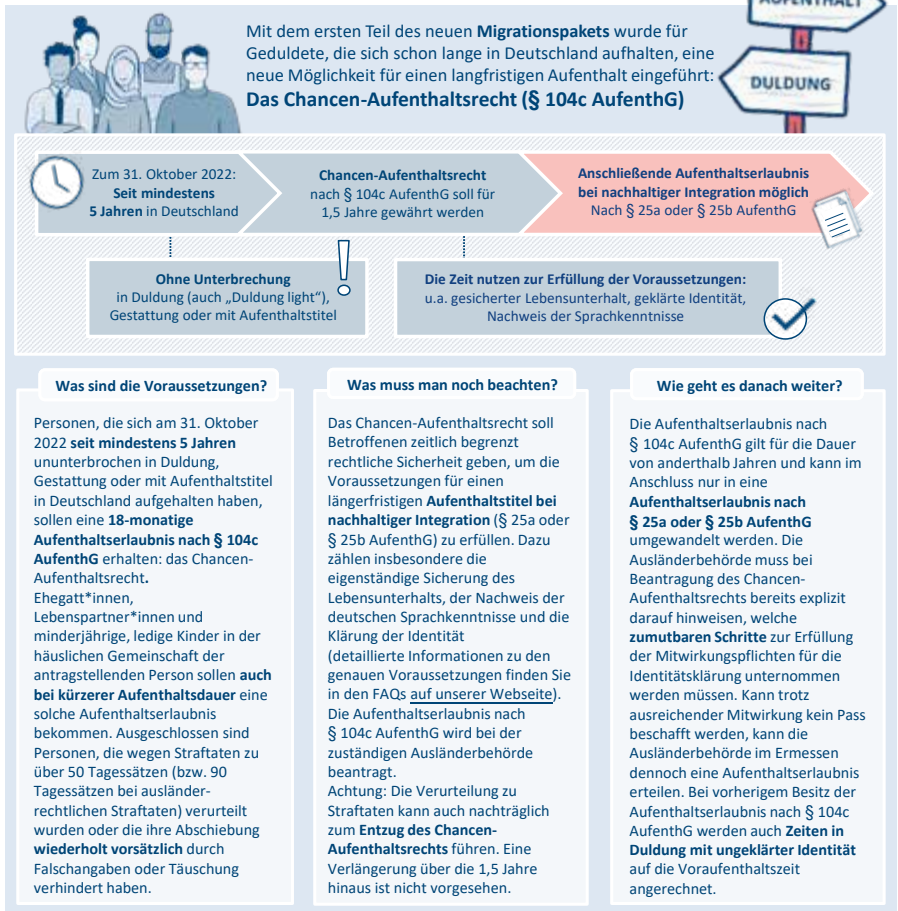 Mit dem ersten Teil des neuen Migrationspakets wurde für
Geduldete, die sich schon lange in Deutschland aufhalten, eine
neue Möglichkeit für einen langfristigen Aufenthalt eingeführt:
Das Chancen-Aufenthaltsrecht (§ 104c AufenthG)
AUFENTHALT
DULDUNG
Zum 31. Oktober 2022:
Seit mindestens
5 Jahren in Deutschland
Chancen-Aufenthaltsrecht
nach § 104c AufenthG soll für
1,5 Jahre gewährt werden
Anschließende Aufenthaltserlaubnis
bei nachhaltiger Integration möglich
Nach § 25a oder § 25b AufenthG
Ohne Unterbrechung
in Duldung (auch „Duldung light“),
Gestattung oder mit Aufenthaltstitel
Die Zeit nutzen zur Erfüllung der Voraussetzungen:
u.a. gesicherter Lebensunterhalt, geklärte Identität,
Nachweis der Sprachkenntnisse
Was sind die Voraussetzungen?
Personen, die sich am 31. Oktober
2022 seit mindestens 5 Jahren
ununterbrochen in Duldung,
Gestattung oder mit Aufenthaltstitel
in Deutschland aufgehalten haben,
sollen eine 18-monatige
Aufenthaltserlaubnis nach § 104c
AufenthG erhalten: das Chancen-
Aufenthaltsrecht.
Ehegatt*innen,
Lebenspartner*innen und
minderjährige, ledige Kinder in der
häuslichen Gemeinschaft der
antragstellenden Person sollen auch
bei kürzerer Aufenthaltsdauer eine
solche Aufenthaltserlaubnis
bekommen. Ausgeschlossen sind
Personen, die wegen Straftaten zu
über 50 Tagessätzen (bzw. 90
Tagessätzen bei ausländer-
rechtlichen Straftaten) verurteilt
wurden oder die ihre Abschiebung
wiederholt vorsätzlich durch
Falschangaben oder Täuschung
verhindert haben.
Was muss man noch beachten?
Das Chancen-Aufenthaltsrecht soll
Betroffenen zeitlich begrenzt
rechtliche Sicherheit geben, um die
Voraussetzungen für einen
längerfristigen Aufenthaltstitel bei
nachhaltiger Integration (§ 25a oder
§ 25b AufenthG) zu erfüllen. Dazu
zählen insbesondere die
eigenständige Sicherung des
Lebensunterhalts, der Nachweis der
deutschen Sprachkenntnisse und die
Klärung der Identität
(detaillierte Informationen zu den
genauen Voraussetzungen finden Sie
in den FAQs auf unserer Webseite).
Die Aufenthaltserlaubnis nach
§ 104c AufenthG wird bei der
zuständigen Ausländerbehörde
beantragt.
Achtung: Die Verurteilung zu
Straftaten kann auch nachträglich
zum Entzug des Chancen-
Aufenthaltsrechts führen. Eine
Verlängerung über die 1,5 Jahre
hinaus ist nicht vorgesehen.
Wie geht es danach weiter?
Die Aufenthaltserlaubnis nach
§ 104c AufenthG gilt für die Dauer
von anderthalb Jahren und kann im
Anschluss nur in eine
Aufenthaltserlaubnis nach
§ 25a oder § 25b AufenthG
umgewandelt werden. Die
Ausländerbehörde muss bei
Beantragung des Chancen-
Aufenthaltsrechts bereits explizit
darauf hinweisen, welche
zumutbaren Schritte zur Erfüllung
der Mitwirkungspflichten für die
Identitätsklärung unternommen
werden müssen. Kann trotz
ausreichender Mitwirkung kein Pass
beschafft werden, kann die
Ausländerbehörde im Ermessen
dennoch eine Aufenthaltserlaubnis
erteilen. Bei vorherigem Besitz der
Aufenthaltserlaubnis nach § 104c
AufenthG werden auch Zeiten in
Duldung mit ungeklärter Identität
auf die Voraufenthaltszeit
angerechnet.